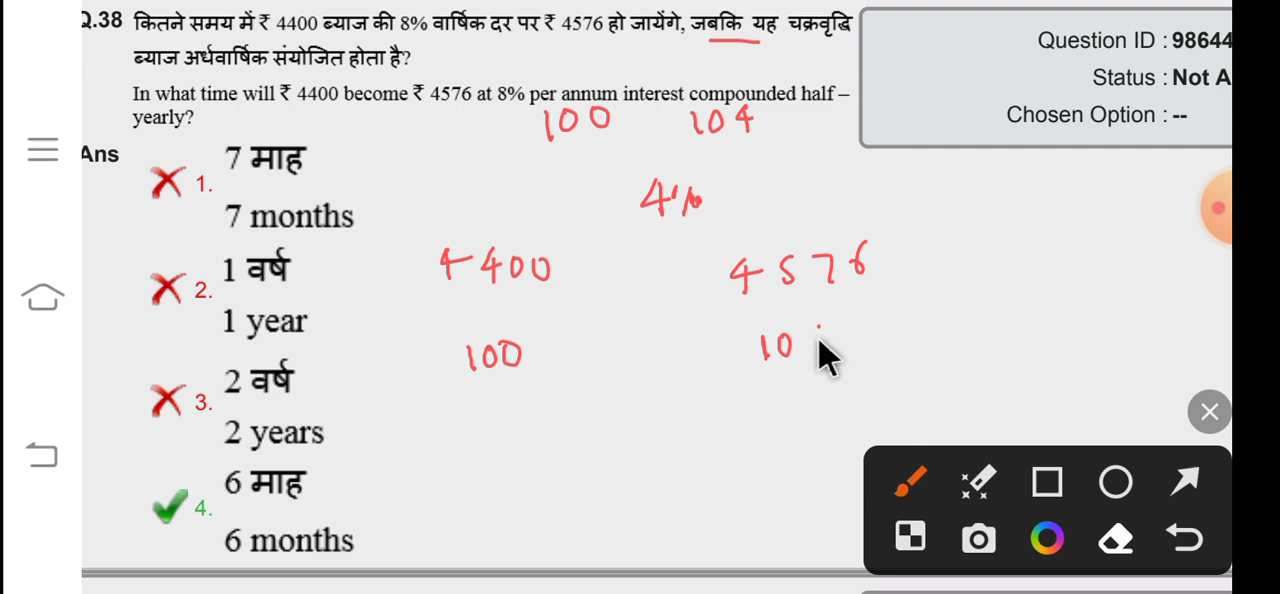 Q.38 कितने समय में ₹ 4400 ब्याज की 8% वार्षिक दर पर ₹ 4576 हो जायेंगे, जबकि यह चक्रवृद्धि
ब्याज अर्धवार्षिक संयोजित होता है?
In what time will ₹ 4400 become ₹ 4576 at 8% per annum interest compounded half –
yearly?
100 104
Question ID : 98644
Status : Not A
Chosen Option : --
Ans
1. 7 माह
7 months
4%
4400 4576
2. 1 वर्ष
1 year
100 10
3. 2 वर्ष
2 years
4. 6 माह
6 months